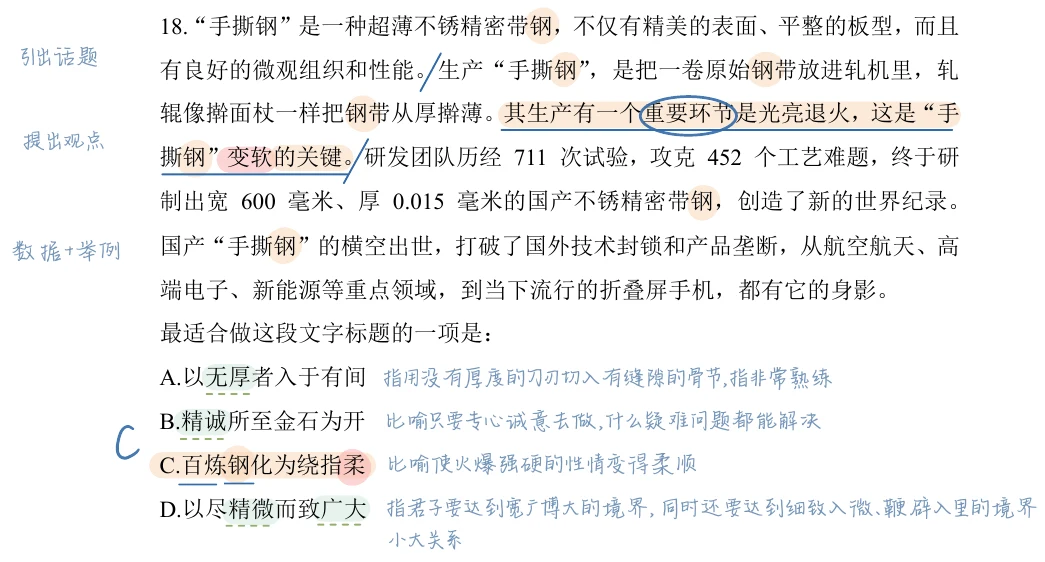 18.“手撕钢”是一种超薄不锈精密带钢，不仅有精美的表面、平整的板型，而且
引出话题
有良好的微观组织和性能。生产“手撕钢”，是把一卷原始钢带放进轧机里，轧
辊像擀面杖一样把钢带从厚擀薄。其生产有一个重要环节是光亮退火，这是“手
提出观点
撕钢”变软的关键。研发团队历经 711 次试验，攻克 452 个工艺难题，终于研
制出宽 600 毫米、厚 0.015 毫米的国产不锈精密带钢，创造了新的世界纪录。
数据+举例
国产“手撕钢”的横空出世，打破了国外技术封锁和产品垄断，从航空航天、高
端电子、新能源等重点领域，到当下流行的折叠屏手机，都有它的身影。
最适合做这段文字标题的一项是：
A.以无厚者入于有间 指用没有厚度的刀刃切入有缝隙的骨节,指非常熟练
B.精诚所至金石为开 比喻只要专心诚意去做,什么疑难问题都能解决
C
C.百炼钢化为绕指柔 比喻使火爆强硬的性情变得柔顺
D.以尽精微而致广大 指君子要达到宽广博大的境界,同时还要达到细致入微、鞭辟入里的境界
小大关系